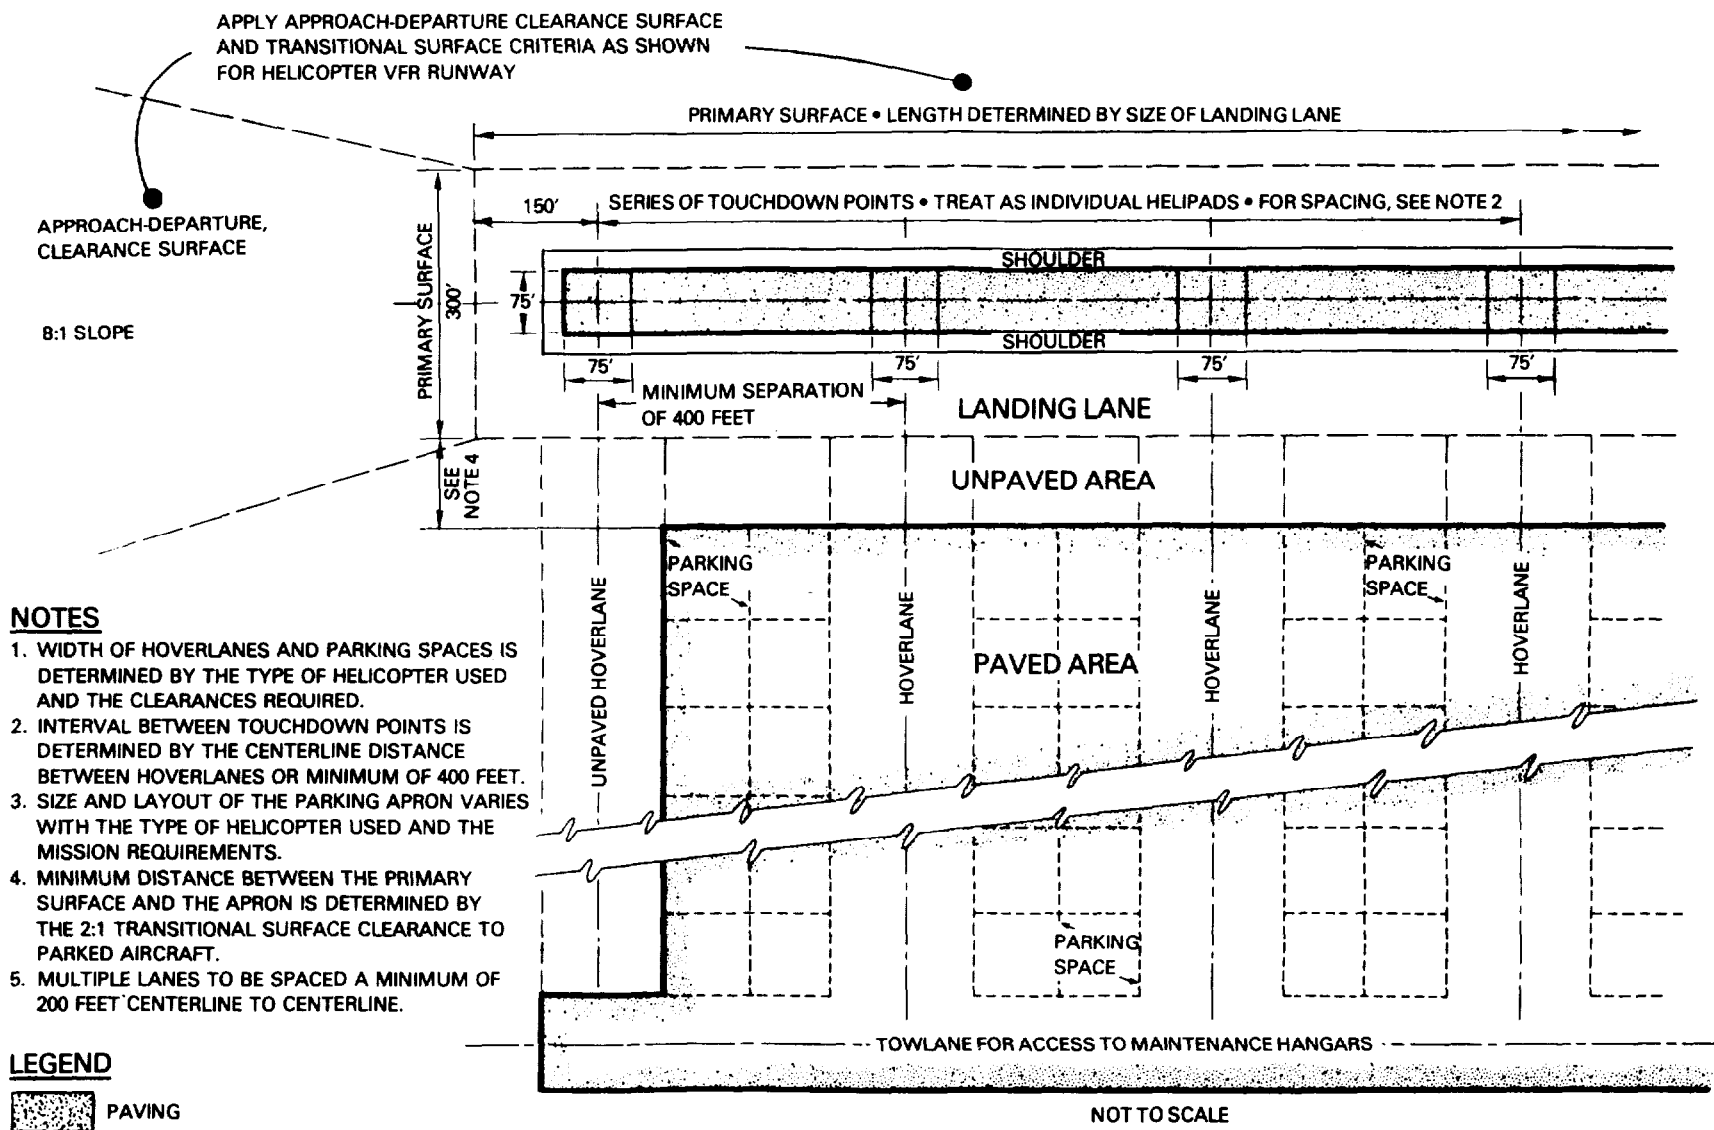 APPLY APPROACH-DEPARTURE CLEARANCE SURFACE
AND TRANSITIONAL SURFACE CRITERIA AS SHOWN
FOR HELICOPTER VFR RUNWAY
PRIMARY SURFACE • LENGTH DETERMINED BY SIZE OF LANDING LANE
APPROACH-DEPARTURE,
CLEARANCE SURFACE
8:1 SLOPE
PRIMARY SURFACE
300'
150'
SERIES OF TOUCHDOWN POINTS • TREAT AS INDIVIDUAL HELIPADS • FOR SPACING, SEE NOTE 2
SHOULDER
75'
SHOULDER
75'
75'
75'
75'
MINIMUM SEPARATION
OF 400 FEET
LANDING LANE
SEE
NOTE 4
UNPAVED AREA
PARKING
SPACE
PARKING
SPACE
UNPAVED HOVERLANE
HOVERLANE
HOVERLANE
HOVERLANE
PAVED AREA
PARKING
SPACE
TOWLANE FOR ACCESS TO MAINTENANCE HANGARS
NOT TO SCALE
NOTES
1. WIDTH OF HOVERLANES AND PARKING SPACES IS
DETERMINED BY THE TYPE OF HELICOPTER USED
AND THE CLEARANCES REQUIRED.
2. INTERVAL BETWEEN TOUCHDOWN POINTS IS
DETERMINED BY THE CENTERLINE DISTANCE
BETWEEN HOVERLANES OR MINIMUM OF 400 FEET.
3. SIZE AND LAYOUT OF THE PARKING APRON VARIES
WITH THE TYPE OF HELICOPTER USED AND THE
MISSION REQUIREMENTS.
4. MINIMUM DISTANCE BETWEEN THE PRIMARY
SURFACE AND THE APRON IS DETERMINED BY
THE 2:1 TRANSITIONAL SURFACE CLEARANCE TO
PARKED AIRCRAFT.
5. MULTIPLE LANES TO BE SPACED A MINIMUM OF
200 FEET CENTERLINE TO CENTERLINE.
LEGEND
PAVING